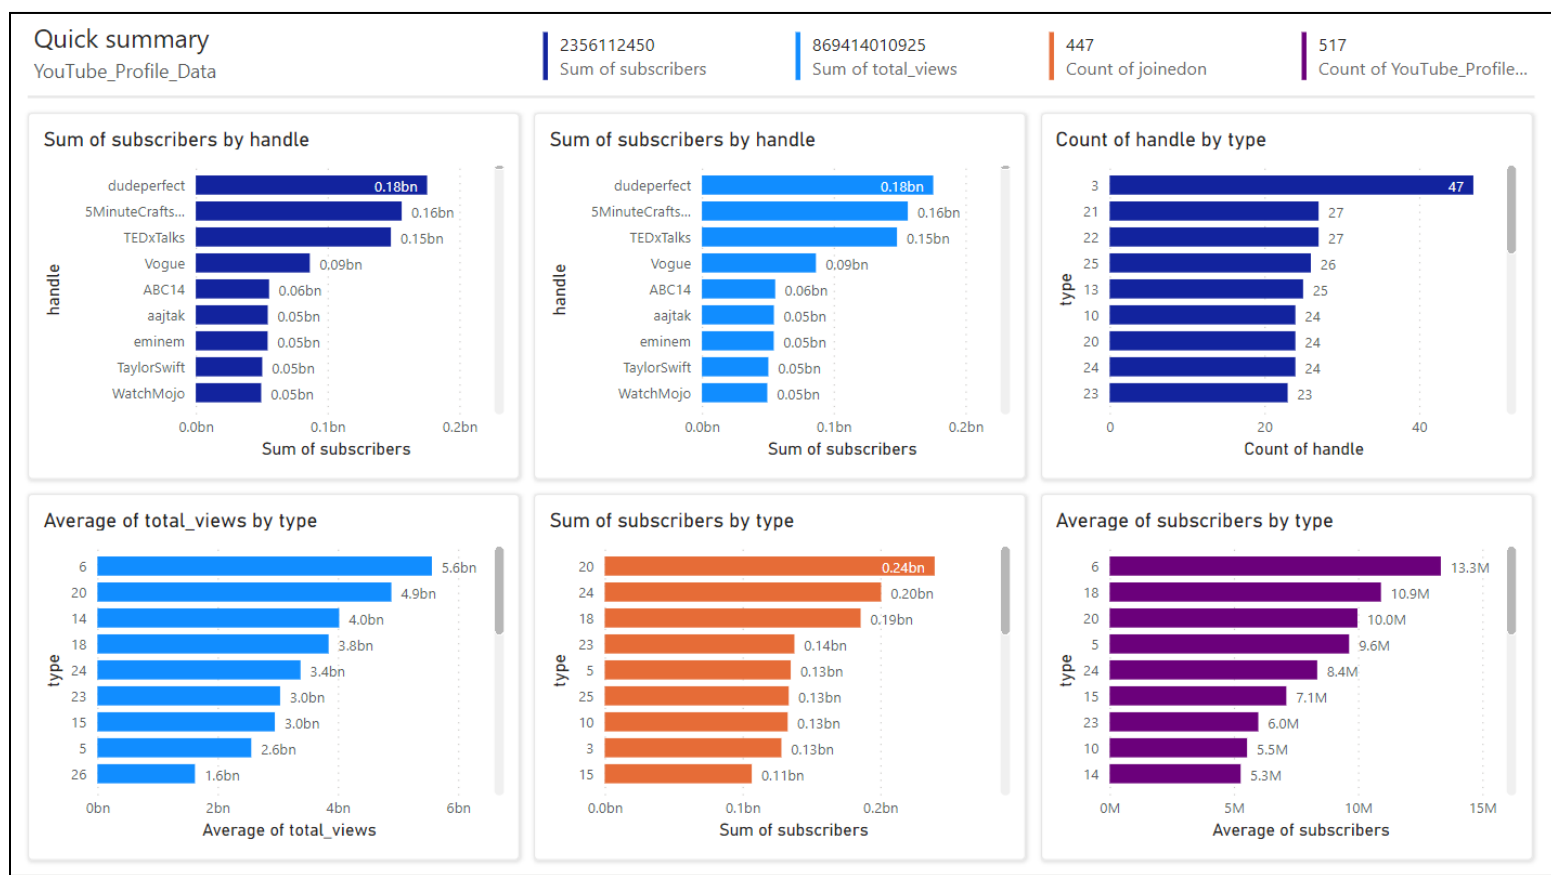 Quick summary
YouTube_Profile_Data
2356112450
Sum of subscribers
869414010925
Sum of total_views
447
Count of joinedon
517
Count of YouTube_Profile...
Sum of subscribers by handle
handle
dudeperfect 0.18bn
5MinuteCrafts... 0.16bn
TEDxTalks 0.15bn
Vogue 0.09bn
ABC14 0.06bn
aajtak 0.05bn
eminem 0.05bn
TaylorSwift 0.05bn
WatchMojo 0.05bn
0.0bn 0.1bn 0.2bn
Sum of subscribers
Sum of subscribers by handle
handle
dudeperfect 0.18bn
5MinuteCrafts... 0.16bn
TEDxTalks 0.15bn
Vogue 0.09bn
ABC14 0.06bn
aajtak 0.05bn
eminem 0.05bn
TaylorSwift 0.05bn
WatchMojo 0.05bn
0.0bn 0.1bn 0.2bn
Sum of subscribers
Count of handle by type
type
3 47
21 27
22 27
25 26
13 25
10 24
20 24
24 24
23 23
0 20 40
Count of handle
Average of total_views by type
type
6 5.6bn
20 4.9bn
14 4.0bn
18 3.8bn
24 3.4bn
23 3.0bn
15 3.0bn
5 2.6bn
26 1.6bn
0bn 2bn 4bn 6bn
Average of total_views
Sum of subscribers by type
type
20 0.24bn
24 0.20bn
18 0.19bn
23 0.14bn
5 0.13bn
25 0.13bn
10 0.13bn
3 0.13bn
15 0.11bn
0.0bn 0.1bn 0.2bn
Sum of subscribers
Average of subscribers by type
type
6 13.3M
18 10.9M
20 10.0M
5 9.6M
24 8.4M
15 7.1M
23 6.0M
10 5.5M
14 5.3M
0M 5M 10M 15M
Average of subscribers